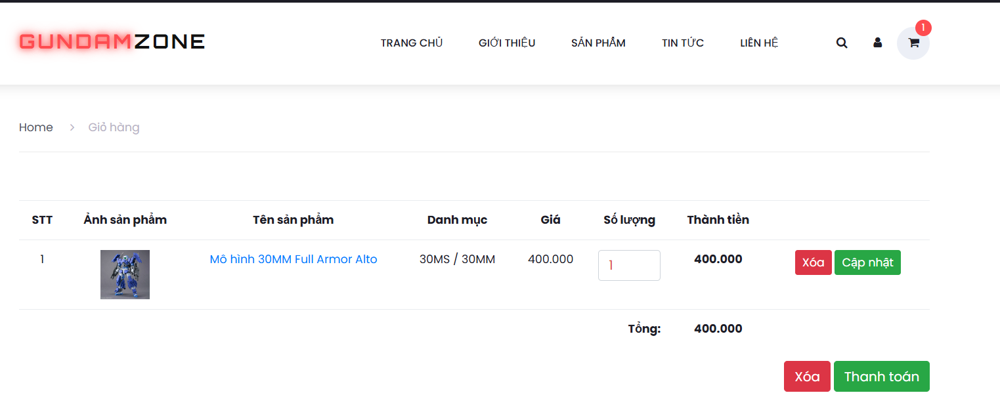 1
GUNDAMZONE TRANG CHỦ GIỚI THIỆU SẢN PHẨM TIN TỨC LIÊN HỆ
Home > Giỏ hàng
STT Ảnh sản phẩm Tên sản phẩm Danh mục Giá Số lượng Thành tiền
1 Mô hình 30MM Full Armor Alto 30MS / 30MM 400.000 1 400.000 Xóa Cập nhật
Tổng: 400.000
Xóa Thanh toán